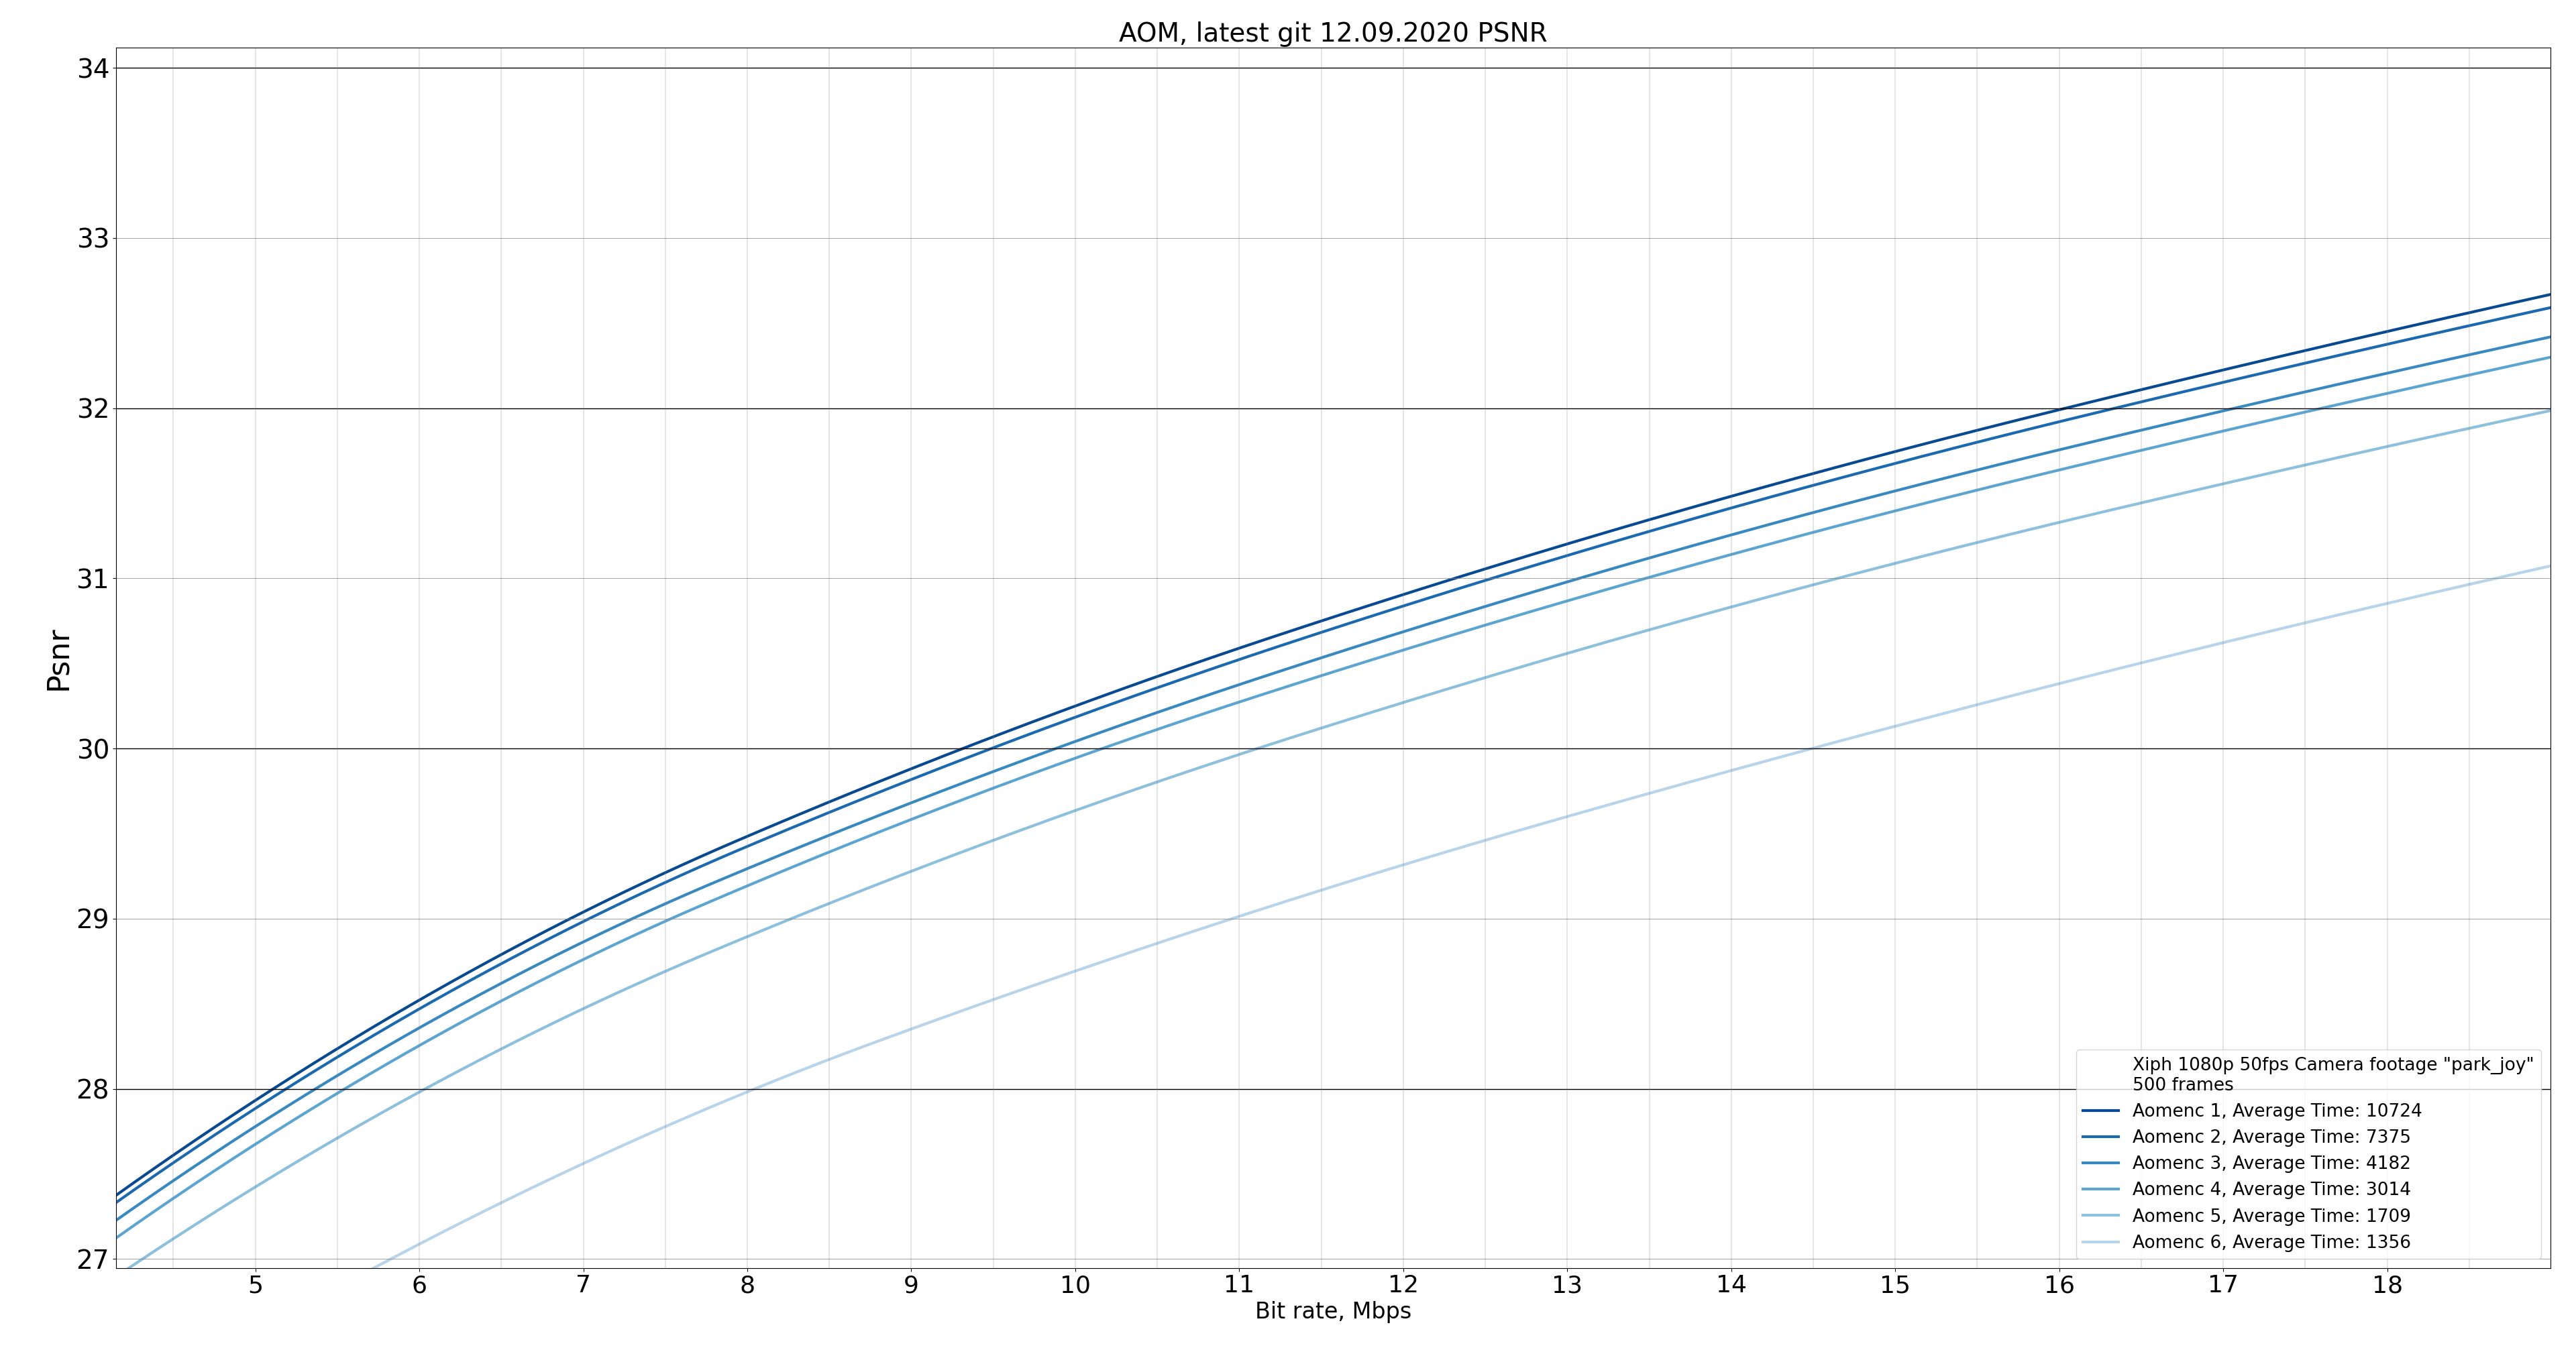 AOM, latest git 12.09.2020 PSNR
34
33
32
31
30
29
28
27
Psnr
5 6 7 8 9 10 11 12 13 14 15 16 17 18
Bit rate, Mbps
Xiph 1080p 50fps Camera footage "park_joy"
500 frames
Aomenc 1, Average Time: 10724
Aomenc 2, Average Time: 7375
Aomenc 3, Average Time: 4182
Aomenc 4, Average Time: 3014
Aomenc 5, Average Time: 1709
Aomenc 6, Average Time: 1356